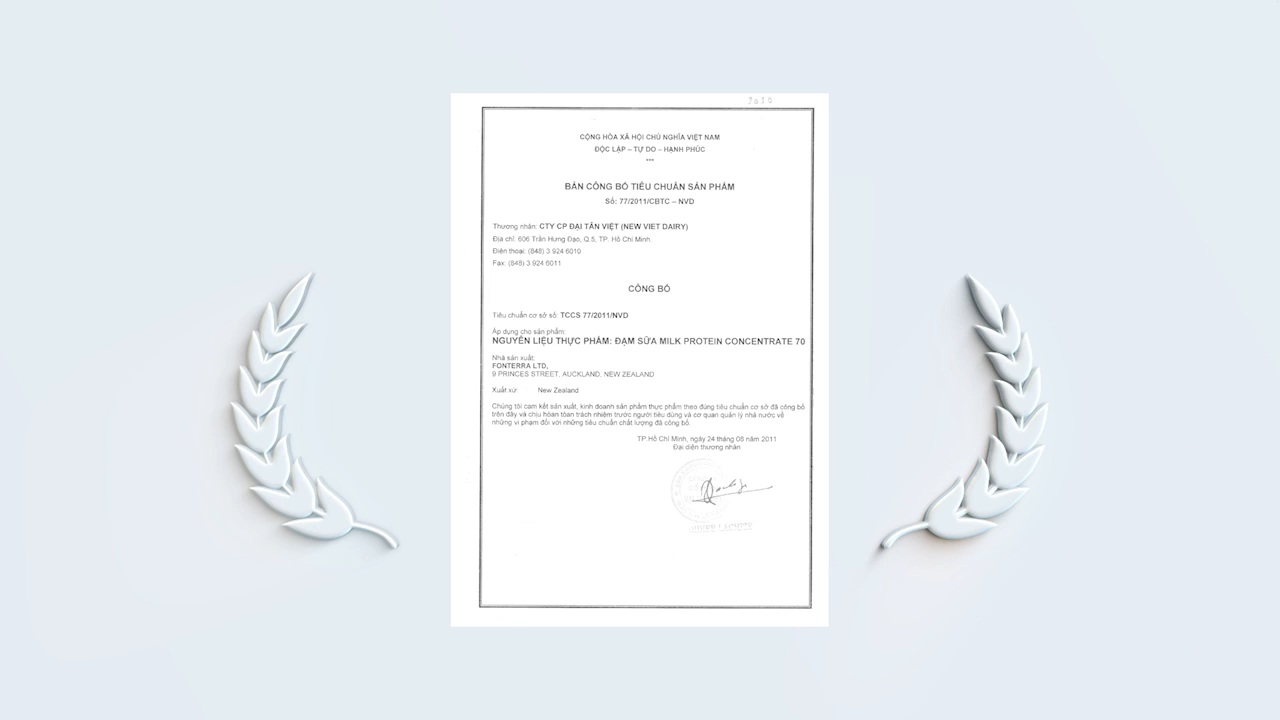 3010
CỘNG HÒA XÃ HỘI CHỦ NGHĨA VIỆT NAM
ĐỘC LẬP – TỰ DO – HẠNH PHÚC
***
BẢN CÔNG BỐ TIÊU CHUẨN SẢN PHẨM
Số: 77/2011/CBTC – NVD
Thương nhân: CTY CP ĐẠI TÂN VIỆT (NEW VIET DAIRY)
Địa chỉ: 606 Trần Hưng Đạo, Q.5, TP. Hồ Chí Minh.
Điện thoại: (848) 3 924 6010
Fax: (848) 3 924 6011
CÔNG BỐ
Tiêu chuẩn cơ sở số: TCCS 77/2011/NVD
Áp dụng cho sản phẩm:
NGUYÊN LIỆU THỰC PHẨM: ĐẠM SỮA MILK PROTEIN CONCENTRATE 70
Nhà sản xuất:
FONTERRA LTD,
9 PRINCES STREET, AUCKLAND, NEW ZEALAND
Xuất xứ: New Zealand
Chúng tôi cam kết sản xuất, kinh doanh sản phẩm thực phẩm theo đúng tiêu chuẩn cơ sở đã công bố
trên đây và chịu hoàn toàn trách nhiệm trước người tiêu dùng và cơ quan quản lý nhà nước về
những vi phạm đối với những tiêu chuẩn chất lượng đã công bố.
TP.Hồ Chí Minh, ngày 24 tháng 08 năm 2011
Đại diện thương nhân